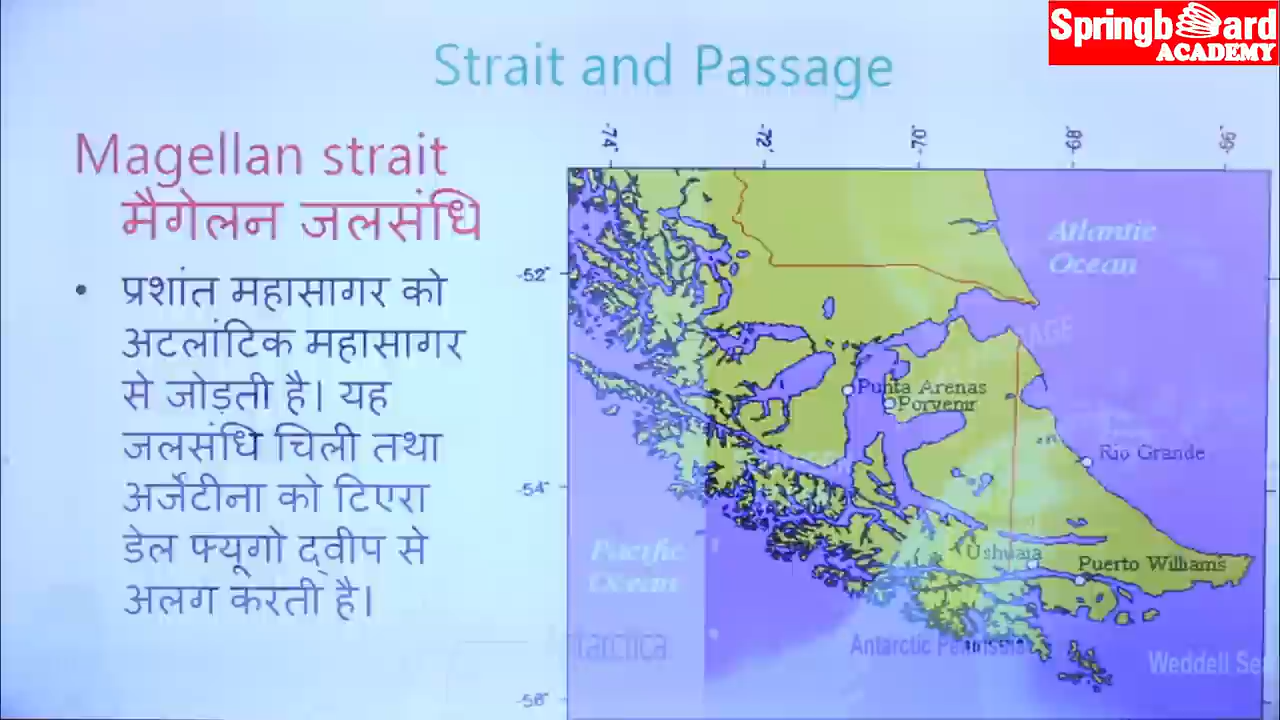 Springboard
ACADEMY
Strait and Passage
Magellan strait
मैगेलन जलसंधि
• प्रशांत महासागर को
अटलांटिक महासागर
से जोड़ती है। यह
जलसंधि चिली तथा
अर्जेंटीना को टिएरा
डेल फ्यूगो द्वीप से
अलग करती है।
-74°
-72°
-70°
-68°
-66°
Atlantic
Ocean
-52°
AGE
Punta Arenas
Porvenir
Rio Grande
-54°
Pacific
Ocean
Ushuaia
Puerto Williams
Antarctica
Antarctic Peninsula
Weddell Se
-56°